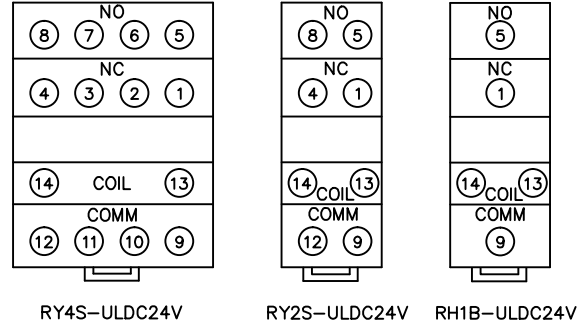 NO
8 7 6 5
NC
4 3 2 1
14 COIL 13
COMM
12 11 10 9
RY4S-ULDC24V
NO
8 5
NC
4 1
14 COIL 13
COMM
12 9
RY2S-ULDC24V
NO
5
NC
1
14 COIL 13
COMM
9
RH1B-ULDC24V